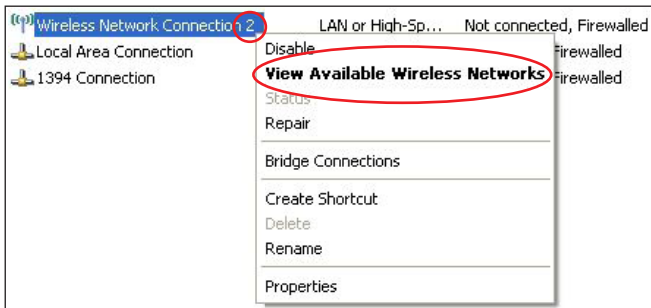 Wireless Network Connection 2 LAN or High-Sp... Not connected, Firewalled
Local Area Connection Firewalled
1394 Connection Firewalled
Disable
View Available Wireless Networks
Status
Repair
Bridge Connections
Create Shortcut
Delete
Rename
Properties